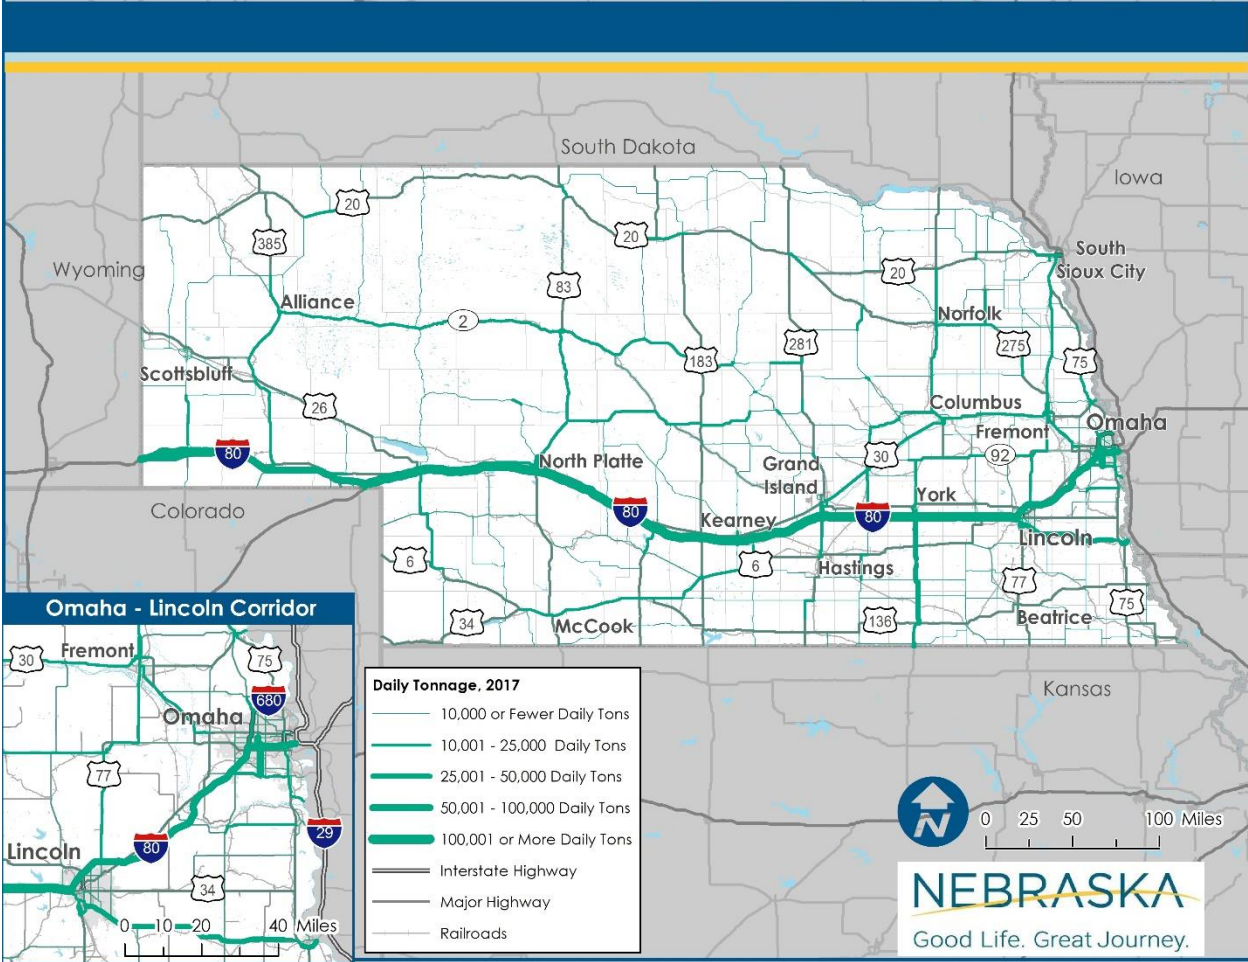 South Dakota
Iowa
20
20
385
South
Sioux City
Wyoming
20
83
Alliance
Norfolk
2
281
275
183
75
Scottsbluff
26
Columbus
Omaha
Fremont
80
30
92
North Platte
Grand
Island
York
Colorado
80
Kearney
80
Lincoln
6
6
Hastings
77
75
34
McCook
136
Beatrice
Omaha - Lincoln Corridor
30
Fremont
75
680
Omaha
77
29
80
Lincoln
34
0 10 20 40 Miles
Daily Tonnage, 2017
10,000 or Fewer Daily Tons
10,001 - 25,000 Daily Tons
25,001 - 50,000 Daily Tons
50,001 - 100,000 Daily Tons
100,001 or More Daily Tons
Interstate Highway
Major Highway
Railroads
Kansas
N
0 25 50 100 Miles
NEBRASKA
Good Life. Great Journey.